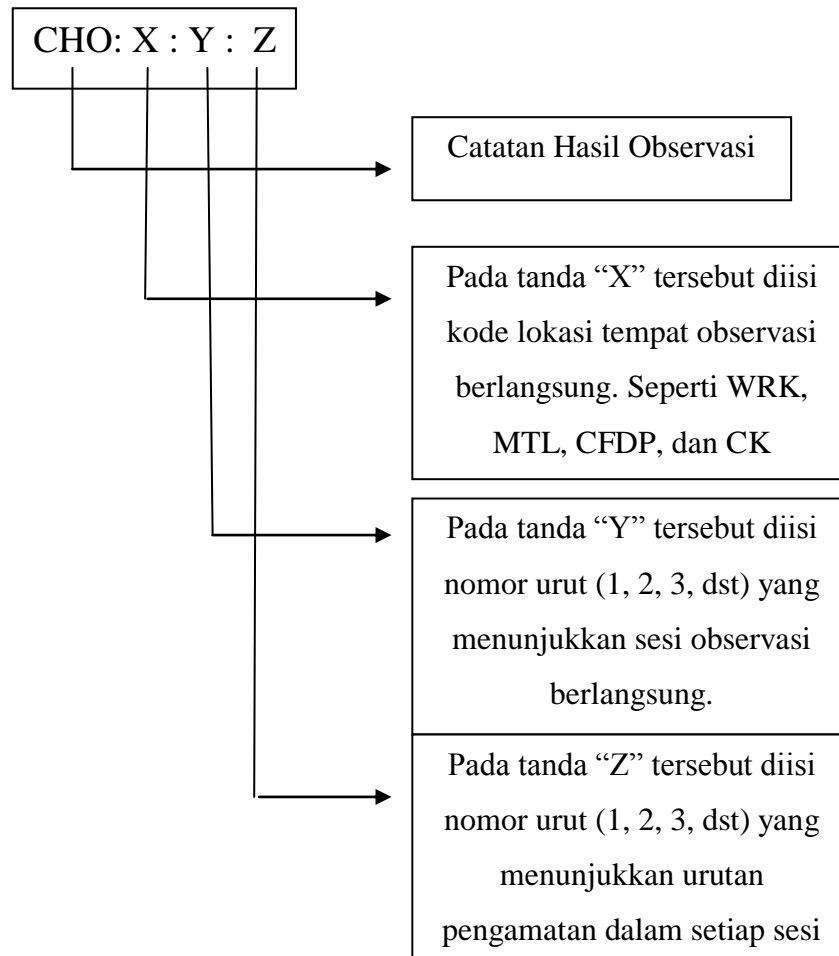 CHO: X : Y : Z
Catatan Hasil Observasi
Pada tanda “X” tersebut diisi
kode lokasi tempat observasi
berlangsung. Seperti WRK,
MTL, CFDP, dan CK
Pada tanda “Y” tersebut diisi
nomor urut (1, 2, 3, dst) yang
menunjukkan sesi observasi
berlangsung.
Pada tanda “Z” tersebut diisi
nomor urut (1, 2, 3, dst) yang
menunjukkan urutan
pengamatan dalam setiap sesi